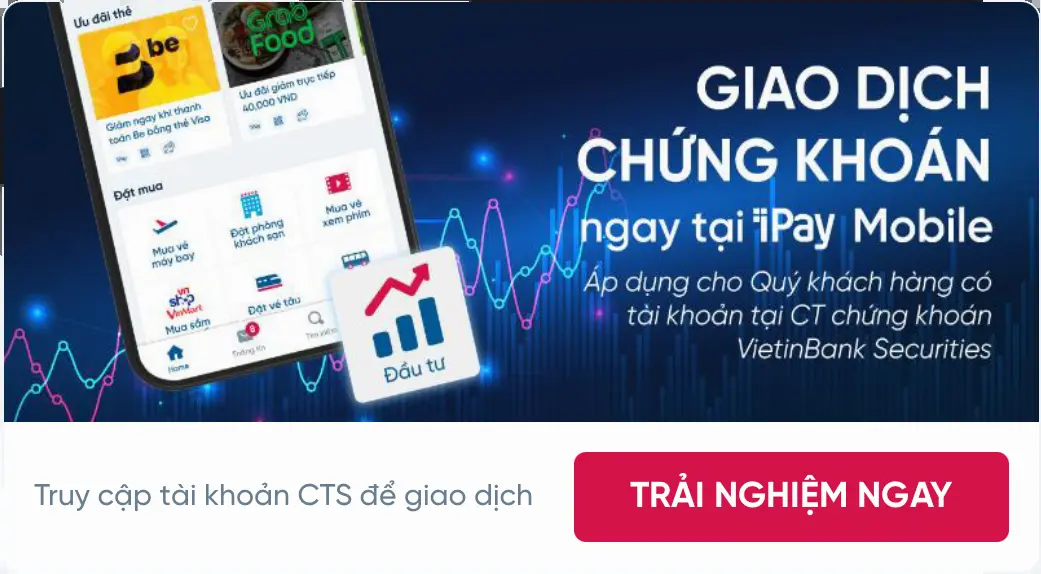 Ưu đãi thẻ
be
Giảm ngay khi thanh
toán Be bằng thẻ Visa
Grab
Food
Ưu đãi giảm trực tiếp
40,000 VND
Đặt mua
Mua vé
máy bay
Đặt phòng
khách sạn
Mua vé
xem phim
vn
shop
VinMart
Mua sắm
Đặt vé tàu
Home
Đầu tư
GIAO DỊCH
CHỨNG KHOÁN
ngay tại iPay Mobile
Áp dụng cho Quý khách hàng có
tài khoản tại CT chứng khoán
VietinBank Securities
Truy cập tài khoản CTS để giao dịch
TRẢI NGHIỆM NGAY